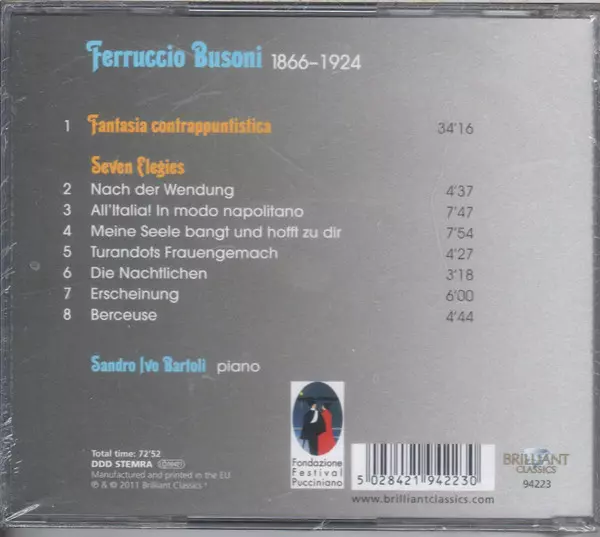 Ferruccio Busoni 1866–1924
1 Fantasia contrappuntistica 34'16
Seven Elegies
2 Nach der Wendung 4'37
3 All'Italia! In modo napolitano 7'47
4 Meine Seele bangt und hofft zu dir 7'54
5 Turandots Frauengemach 4'27
6 Die Nachtlichen 3'18
7 Erscheinung 6'00
8 Berceuse 4'44
Sandro Ivo Bartoli piano
Total time: 72'52
DDD STEMRA
Manufactured and printed in the EU
℗ & © 2011 Brilliant Classics
Fondazione
Festival
Pucciniano
5 028421 942230
www.brilliantclassics.com
BRILLIANT
CLASSICS
94223